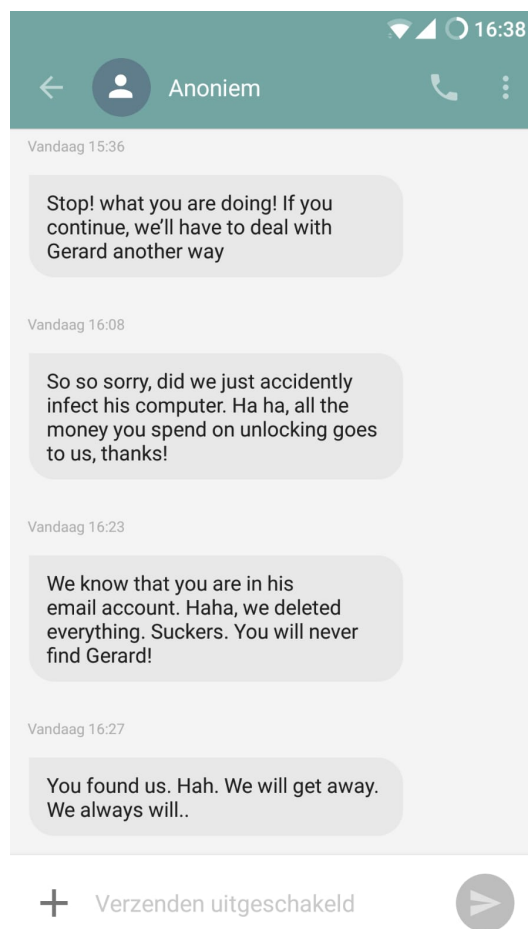 16:38
Anoniem
Vandaag 15:36
Stop! what you are doing! If you
continue, we’ll have to deal with
Gerard another way
Vandaag 16:08
So so sorry, did we just accidently
infect his computer. Ha ha, all the
money you spend on unlocking goes
to us, thanks!
Vandaag 16:23
We know that you are in his
email account. Haha, we deleted
everything. Suckers. You will never
find Gerard!
Vandaag 16:27
You found us. Hah. We will get away.
We always will..
Verzenden uitgeschakeld